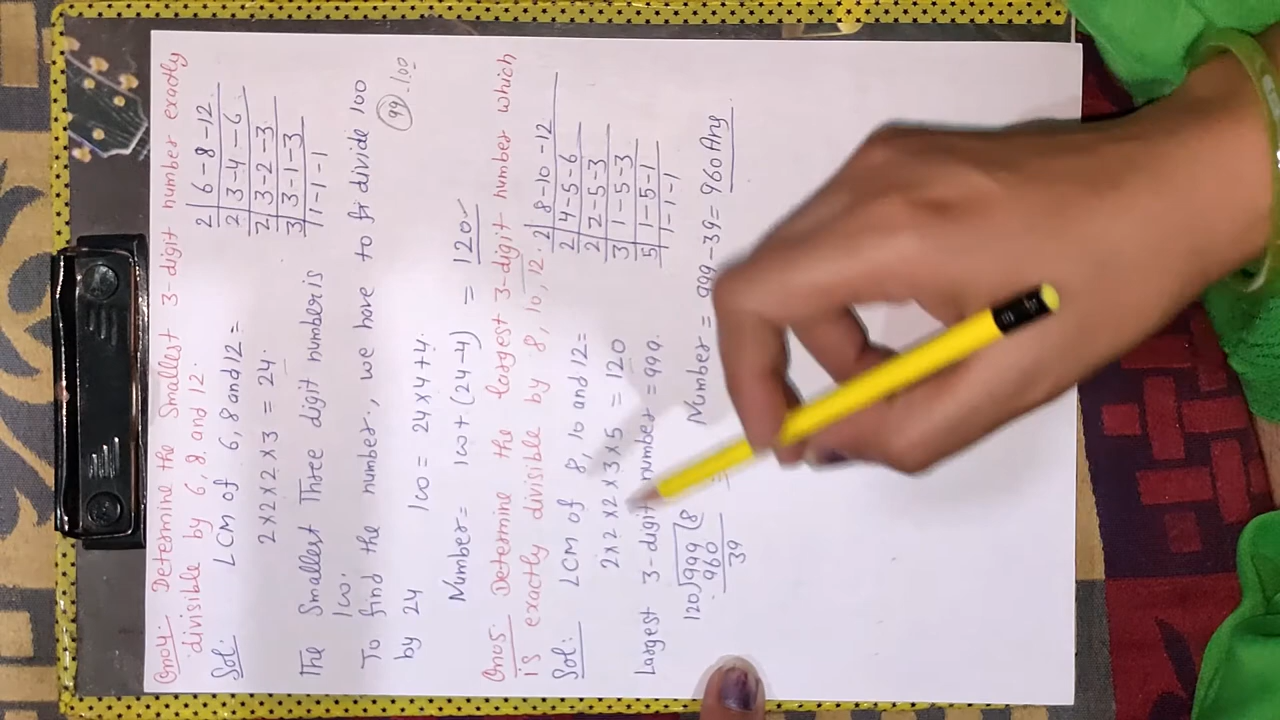 Qno4. Determine the Smallest 3-digit number exactly
divisible by 6, 8 and 12.
Sol: LCM of 6, 8 and 12 =
2 x 2 x 2 x 3 = 24.
2 | 6 - 8 - 12
2 | 3 - 4 - 6
2 | 3 - 2 - 3
3 | 3 - 1 - 3
1 - 1 - 1
The Smallest Three digit number is
100.
To find the number, we have to divide 100
by 24
99 - 100
100 = 24 x 4 + 4.
Number = 100 + (24 - 4) = 120
Qno5. Determine the largest 3-digit number which
is exactly divisible by 8, 10, 12.
Sol: LCM of 8, 10 and 12 =
2 x 2 x 2 x 3 x 5 = 120
2 | 8 - 10 - 12
2 | 4 - 5 - 6
2 | 2 - 5 - 3
3 | 1 - 5 - 3
5 | 1 - 5 - 1
1 - 1 - 1
Largest 3-digit number = 999.
120)999(8
960
39
Number = 999 - 39 = 960 Ans